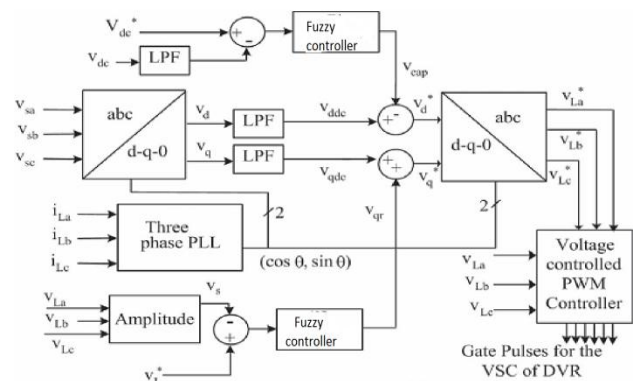 V_dc*
Fuzzy
controller
v_dc
LPF
v_cap
v_sa
v_sb
v_sc
abc
d-q-0
v_d
LPF
v_ddc
v_d*
v_q
LPF
v_qdc
v_q*
abc
d-q-0
v_La*
v_Lb*
v_Lc*
2
2
i_La
i_Lb
i_Lc
Three
phase PLL
(cos θ, sin θ)
v_qr
v_La
v_Lb
v_Lc
Voltage
controlled
PWM
Controller
v_La
v_Lb
v_Lc
Amplitude
v_s
Fuzzy
controller
Gate Pulses for the
VSC of DVR